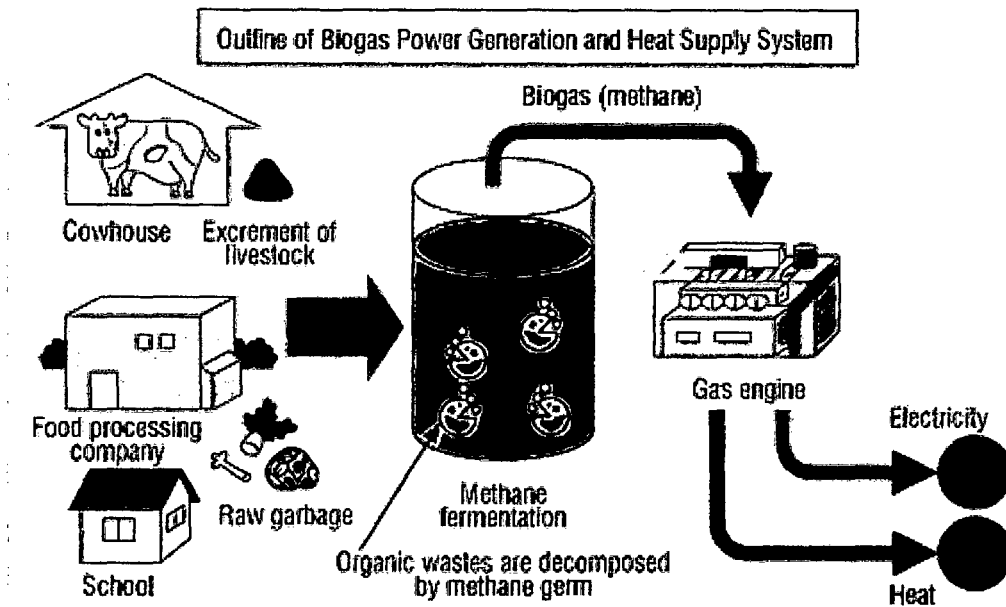 Outline of Biogas Power Generation and Heat Supply System
Biogas (methane)
Cowhouse
Excrement of
livestock
Food processing
company
Raw garbage
School
Methane
fermentation
Organic wastes are decomposed
by methane germ
Gas engine
Electricity
Heat